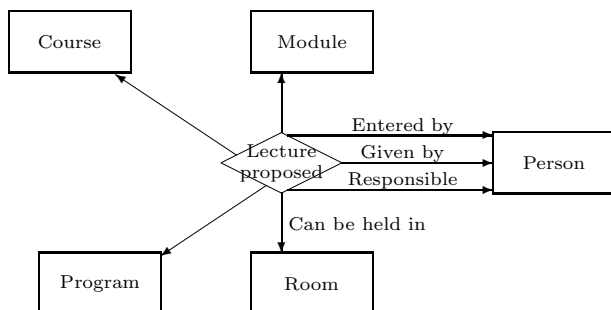 Course
Module
Entered by
Lecture
proposed
Given by
Person
Responsible
Can be held in
Program
Room